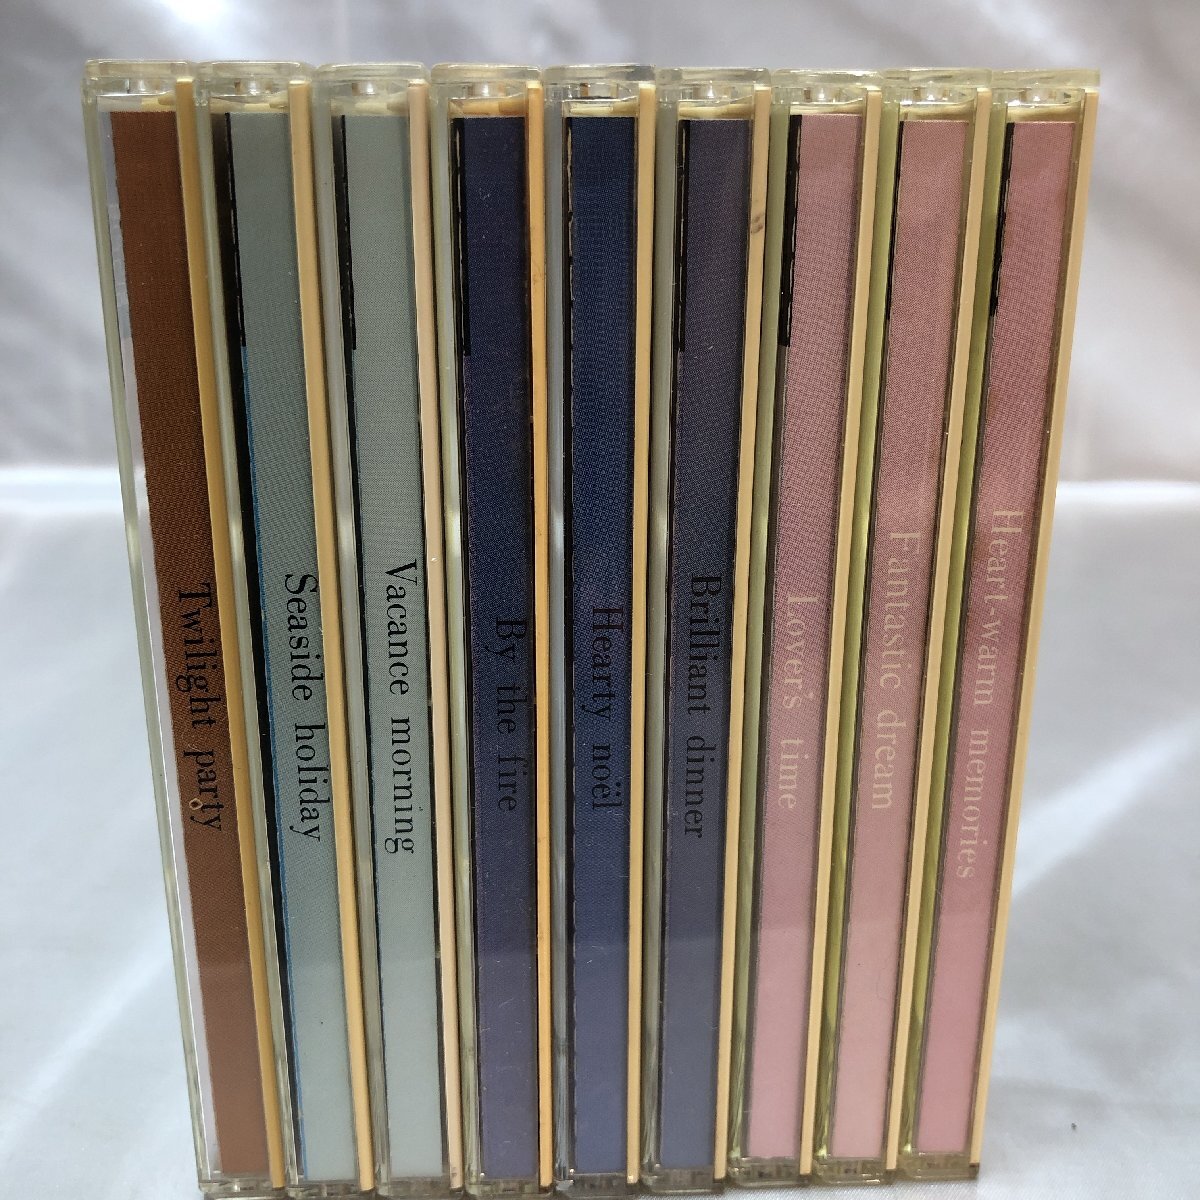 Twilight party
Seaside holiday
Vacance morning
By the fire
Hearty noël
Brilliant dinner
Lover's time
Fantastic dream
Heart-warm memories